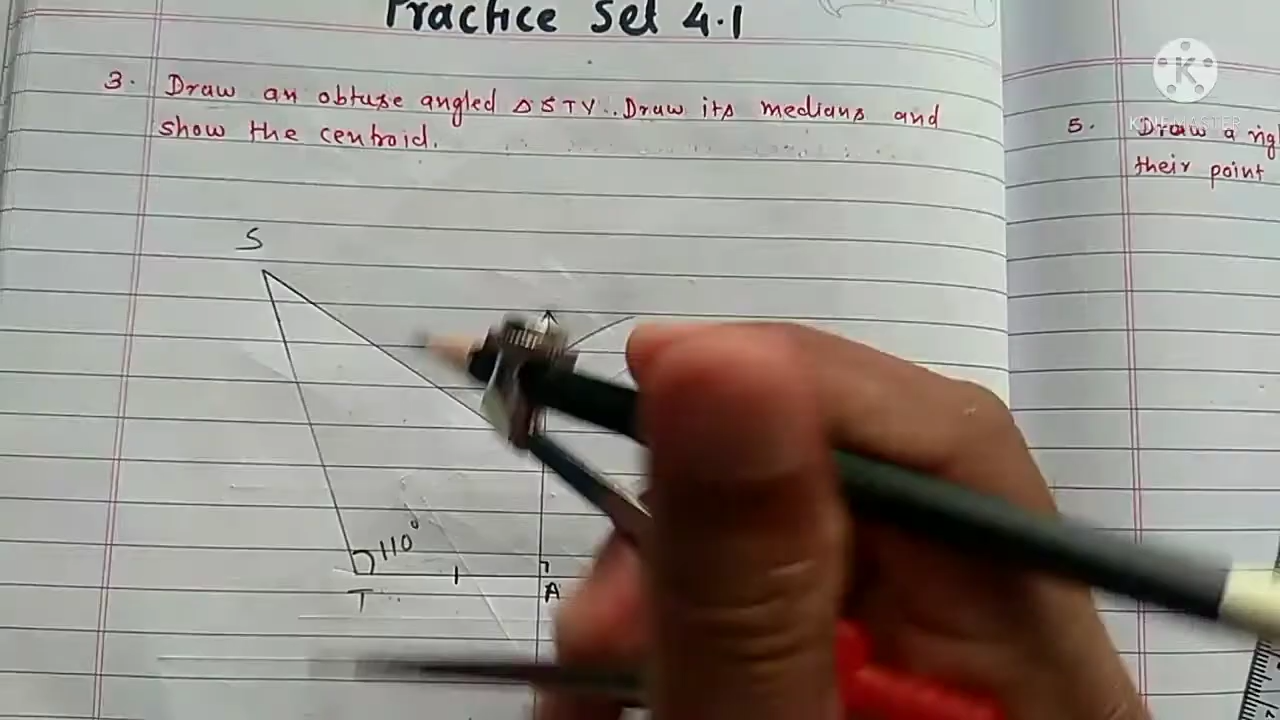 Practice Set 4.1
3. Draw an obtuse angled △STV. Draw its medians and
show the centroid.
S
110°
T
A
5. Draw a rig
their point
K
KINEMASTER